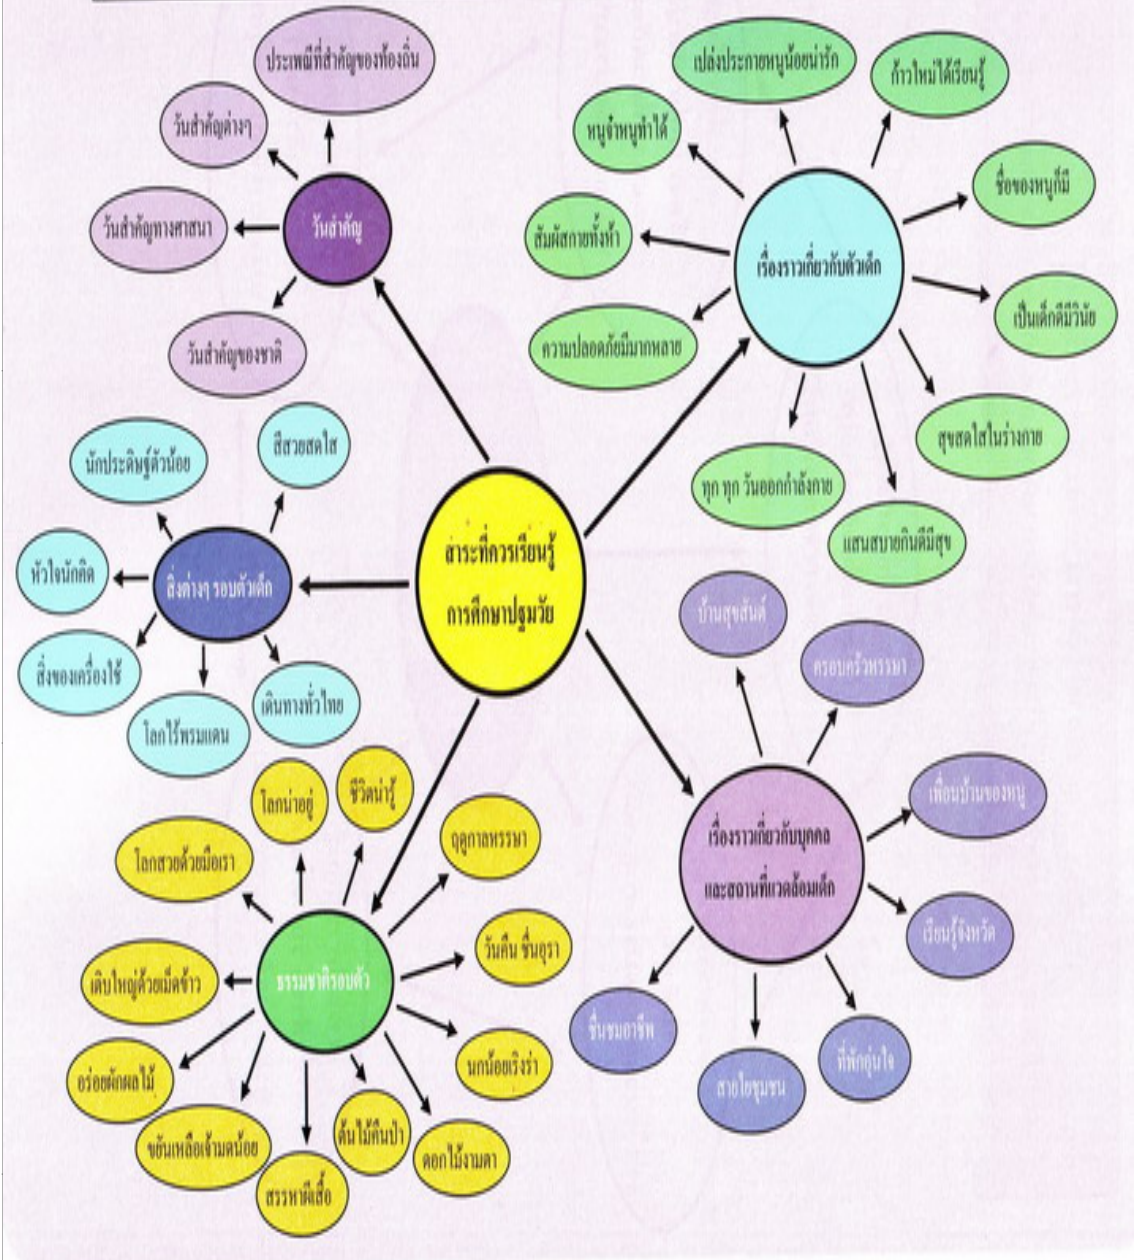 ประเพณีที่สำคัญของท้องถิ่น
วันสำคัญต่างๆ
วันสำคัญทางศาสนา
วันสำคัญ
วันสำคัญของชาติ
เปล่งประกายหนูน้อยน่ารัก
ก้าวใหม่ได้เรียนรู้
หนูจ๋าหนูทำได้
ชื่อของหนูก็มี
สัมผัสกายทั้งห้า
เรื่องราวเกี่ยวกับตัวเด็ก
เป็นเด็กดีมีวินัย
ความปลอดภัยมีมากหลาย
สุขสดใสในร่างกาย
ทุก ทุก วันออกกำลังกาย
แสนสบายกินดีมีสุข
สีสวยสดใส
นักประดิษฐ์ตัวน้อย
หัวใจนักคิด
สิ่งต่างๆ รอบตัวเด็ก
สิ่งของเครื่องใช้
โลกไร้พรมแดน
เดินทางทั่วไทย
สาระที่ควรเรียนรู้
การศึกษาปฐมวัย
บ้านสุขสันต์
ครอบครัวหรรษา
เพื่อนบ้านของหนู
เรื่องราวเกี่ยวกับบุคคล
และสถานที่แวดล้อมเด็ก
เรียนรู้จังหวัด
ชื่นชมอาชีพ
สายใยชุมชน
ที่พักอุ่นใจ
โลกน่าอยู่
ชีวิตน่ารู้
ฤดูกาลหรรษา
โลกสวยด้วยมือเรา
วันคืน ชื่นอุรา
เติบใหญ่ด้วยเม็ดข้าว
ธรรมชาติรอบตัว
นกน้อยเริงร่า
อร่อยผักผลไม้
ขยันเหลือเจ้ามดน้อย
สรรหาผีเสื้อ
ต้นไม้คืนป่า
ดอกไม้งามตา